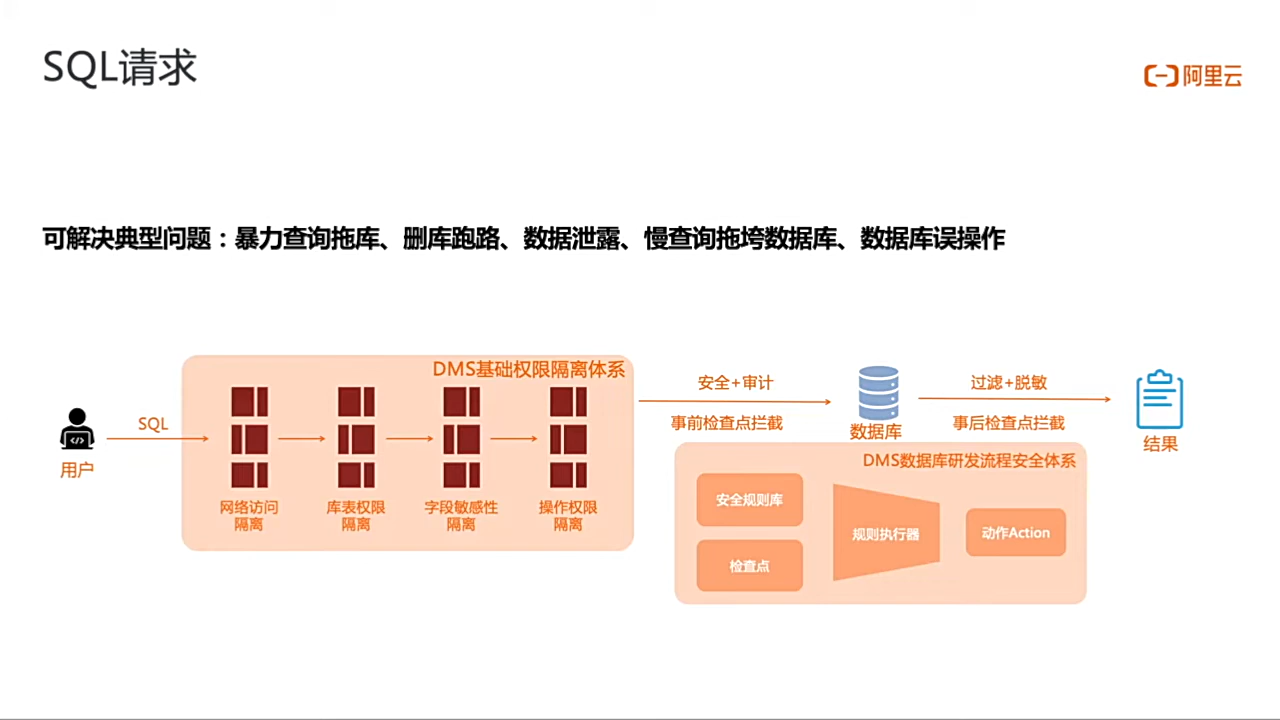 SQL请求
阿里云
可解决典型问题：暴力查询拖库、删库跑路、数据泄露、慢查询拖垮数据库、数据库误操作
DMS基础权限隔离体系
SQL
用户
网络访问
隔离
库表权限
隔离
字段敏感性
隔离
操作权限
隔离
安全+审计
事前检查点拦截
数据库
过滤+脱敏
事后检查点拦截
结果
DMS数据库研发流程安全体系
安全规则库
检查点
规则执行器
动作Action